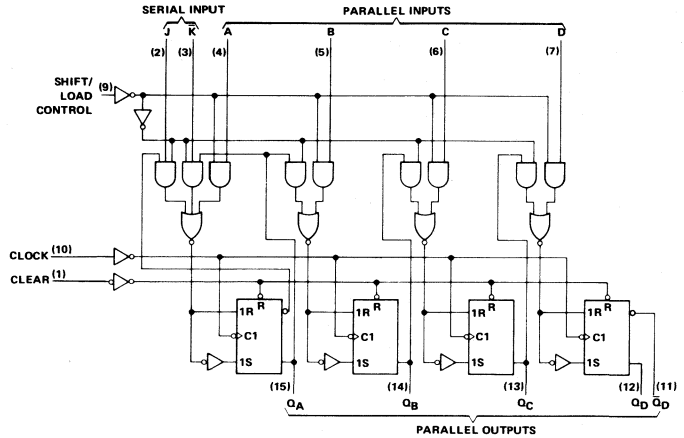 SERIAL INPUT
PARALLEL INPUTS
J K̅ A B C D
(2) (3) (4) (5) (6) (7)
SHIFT/
LOAD (9)
CONTROL
CLOCK (10)
CLEAR (1)
R R R R
1R 1R 1R 1R
C1 C1 C1 C1
1S 1S 1S 1S
(15) (14) (13) (12) (11)
QA QB QC QD Q̅D
PARALLEL OUTPUTS